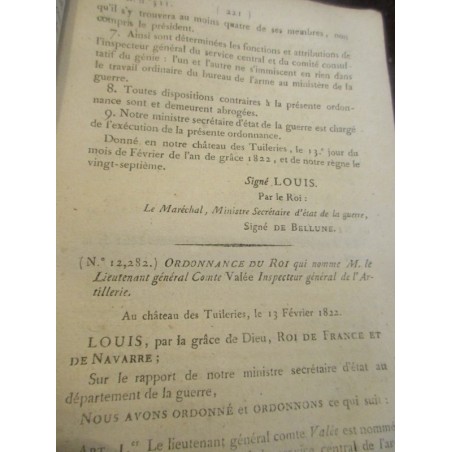 ( 221 )
qu'il s'y trouvera au moins quatre de ses membres, non
compris le président.
7. Ainsi sont déterminées les fonctions et attributions de
l'inspecteur général du service central et du comité consul-
tatif du génie : l'un et l'autre ne s'immiscent en rien dans
le travail ordinaire du bureau de l'arme au ministère de la
guerre.
8. Toutes dispositions contraires à la présente ordon-
nance sont et demeurent abrogées.
9. Notre ministre secrétaire d'état de la guerre est chargé
de l'exécution de la présente ordonnance.
Donné en notre château des Tuileries, le 13.e jour du
mois de Février de l'an de grâce 1822, et de notre règne le
vingt-septième.
Signé LOUIS.
Par le Roi :
Le Maréchal, Ministre Secrétaire d'état de la guerre,
Signé DE BELLUNE.
(N.° 12,282.) ORDONNANCE DU ROI qui nomme M. le
Lieutenant général Comte Valée Inspecteur général de l'Ar-
tillerie.
Au château des Tuileries, le 13 Février 1822.
LOUIS, par la grâce de Dieu, ROI DE FRANCE ET
DE NAVARRE ;
Sur le rapport de notre ministre secrétaire d'état au
département de la guerre,
NOUS AVONS ORDONNÉ et ORDONNONS ce qui suit :
ART. 1.er Le lieutenant général comte Valée est nommé
service central de l'ar-